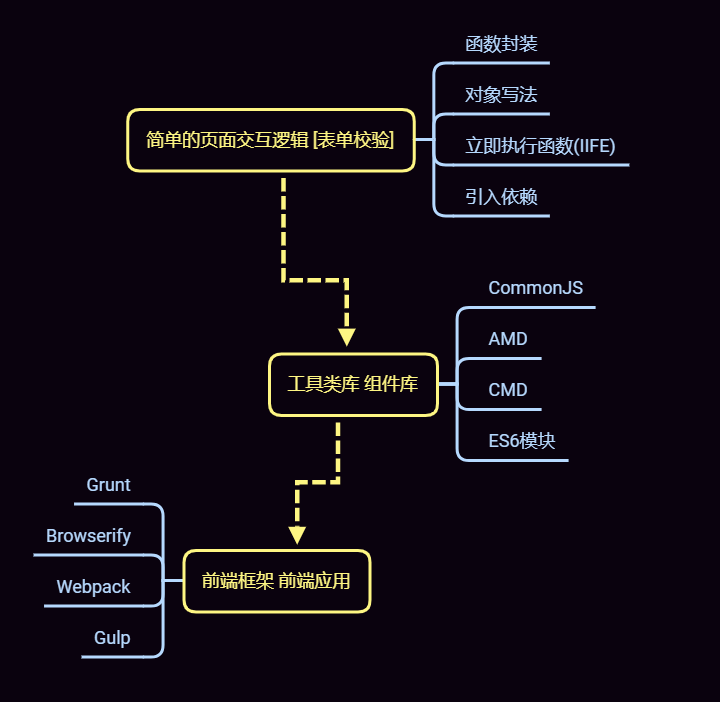 简单的页面交互逻辑 [表单校验]
函数封装
对象写法
立即执行函数(IIFE)
引入依赖
工具类库 组件库
CommonJS
AMD
CMD
ES6模块
前端框架 前端应用
Grunt
Browserify
Webpack
Gulp